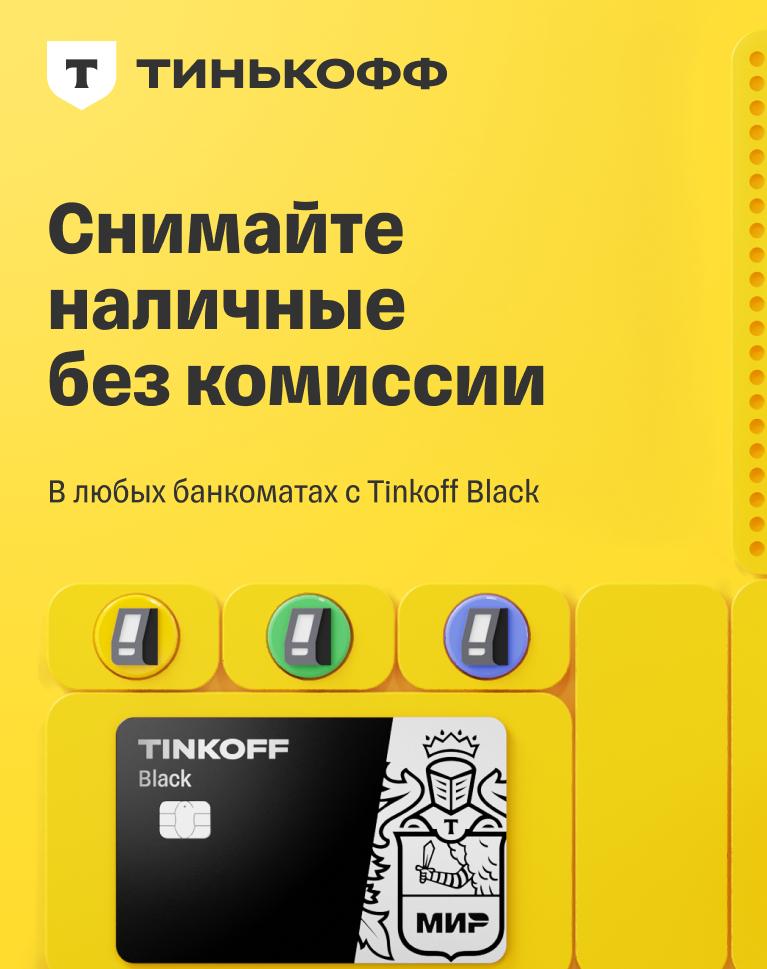 Т ТИНЬКОФФ
Снимайте
наличные
без комиссии
В любых банкоматах с Tinkoff Black
TINKOFF
Black
Т
МИР